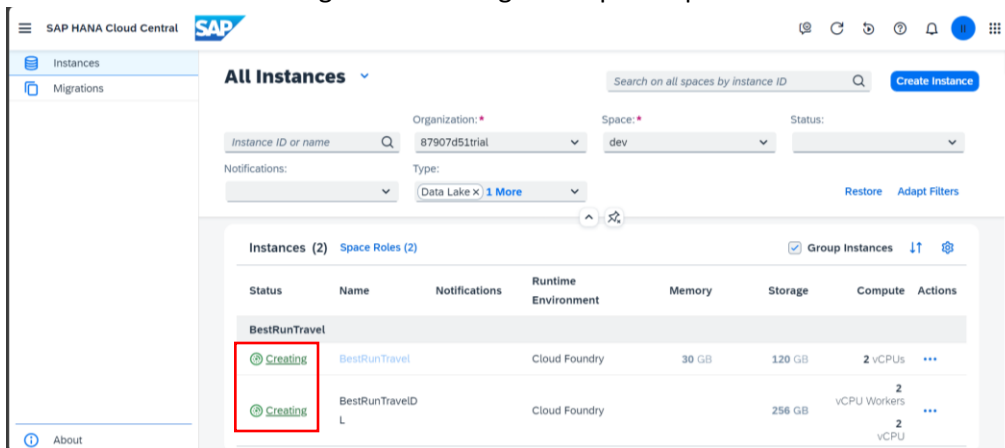 SAP HANA Cloud Central SAP
Instances
Migrations
All Instances
Search on all spaces by instance ID
Create Instance
Organization:* Space:* Status:
Instance ID or name 87907d51trial dev
Notifications: Type:
Data Lake × 1 More
Restore Adapt Filters
Instances (2) Space Roles (2) Group Instances
Status Name Notifications Runtime Environment Memory Storage Compute Actions
BestRunTravel
Creating BestRunTravel Cloud Foundry 30 GB 120 GB 2 vCPUs
Creating BestRunTravelD
L Cloud Foundry 256 GB 2
vCPU Workers
2
vCPU
About